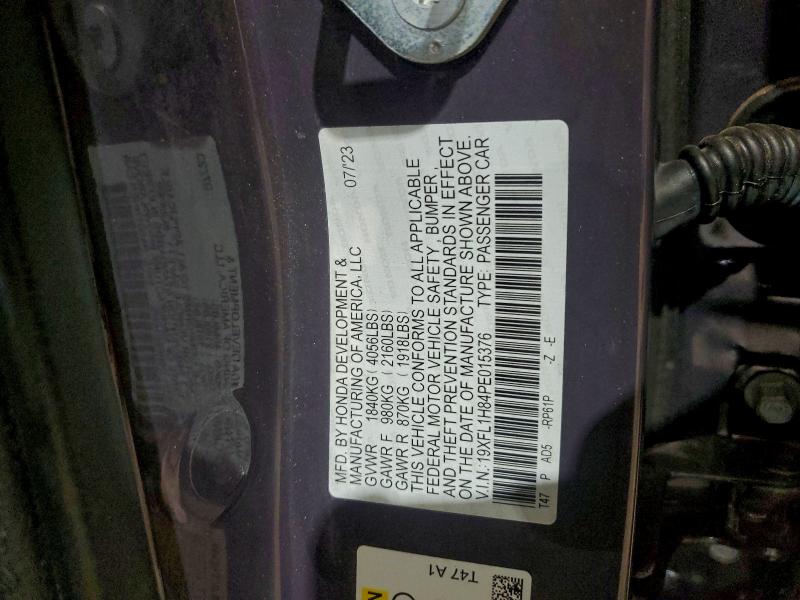 MFD. BY HONDA DEVELOPMENT &
MANUFACTURING OF AMERICA, LLC 07/'23
GVWR 1840KG ( 4056LBS)
GAWR F 980KG ( 2160LBS)
GAWR R 870KG ( 1918LBS)
THIS VEHICLE CONFORMS TO ALL APPLICABLE
FEDERAL MOTOR VEHICLE SAFETY, BUMPER,
AND THEFT PREVENTION STANDARDS IN EFFECT
ON THE DATE OF MANUFACTURE SHOWN ABOVE.
V.I.N.:19XFL1H84PE015376 TYPE: PASSENGER CAR
T47 P AD5 -RP61P -Z -E
T47 A1